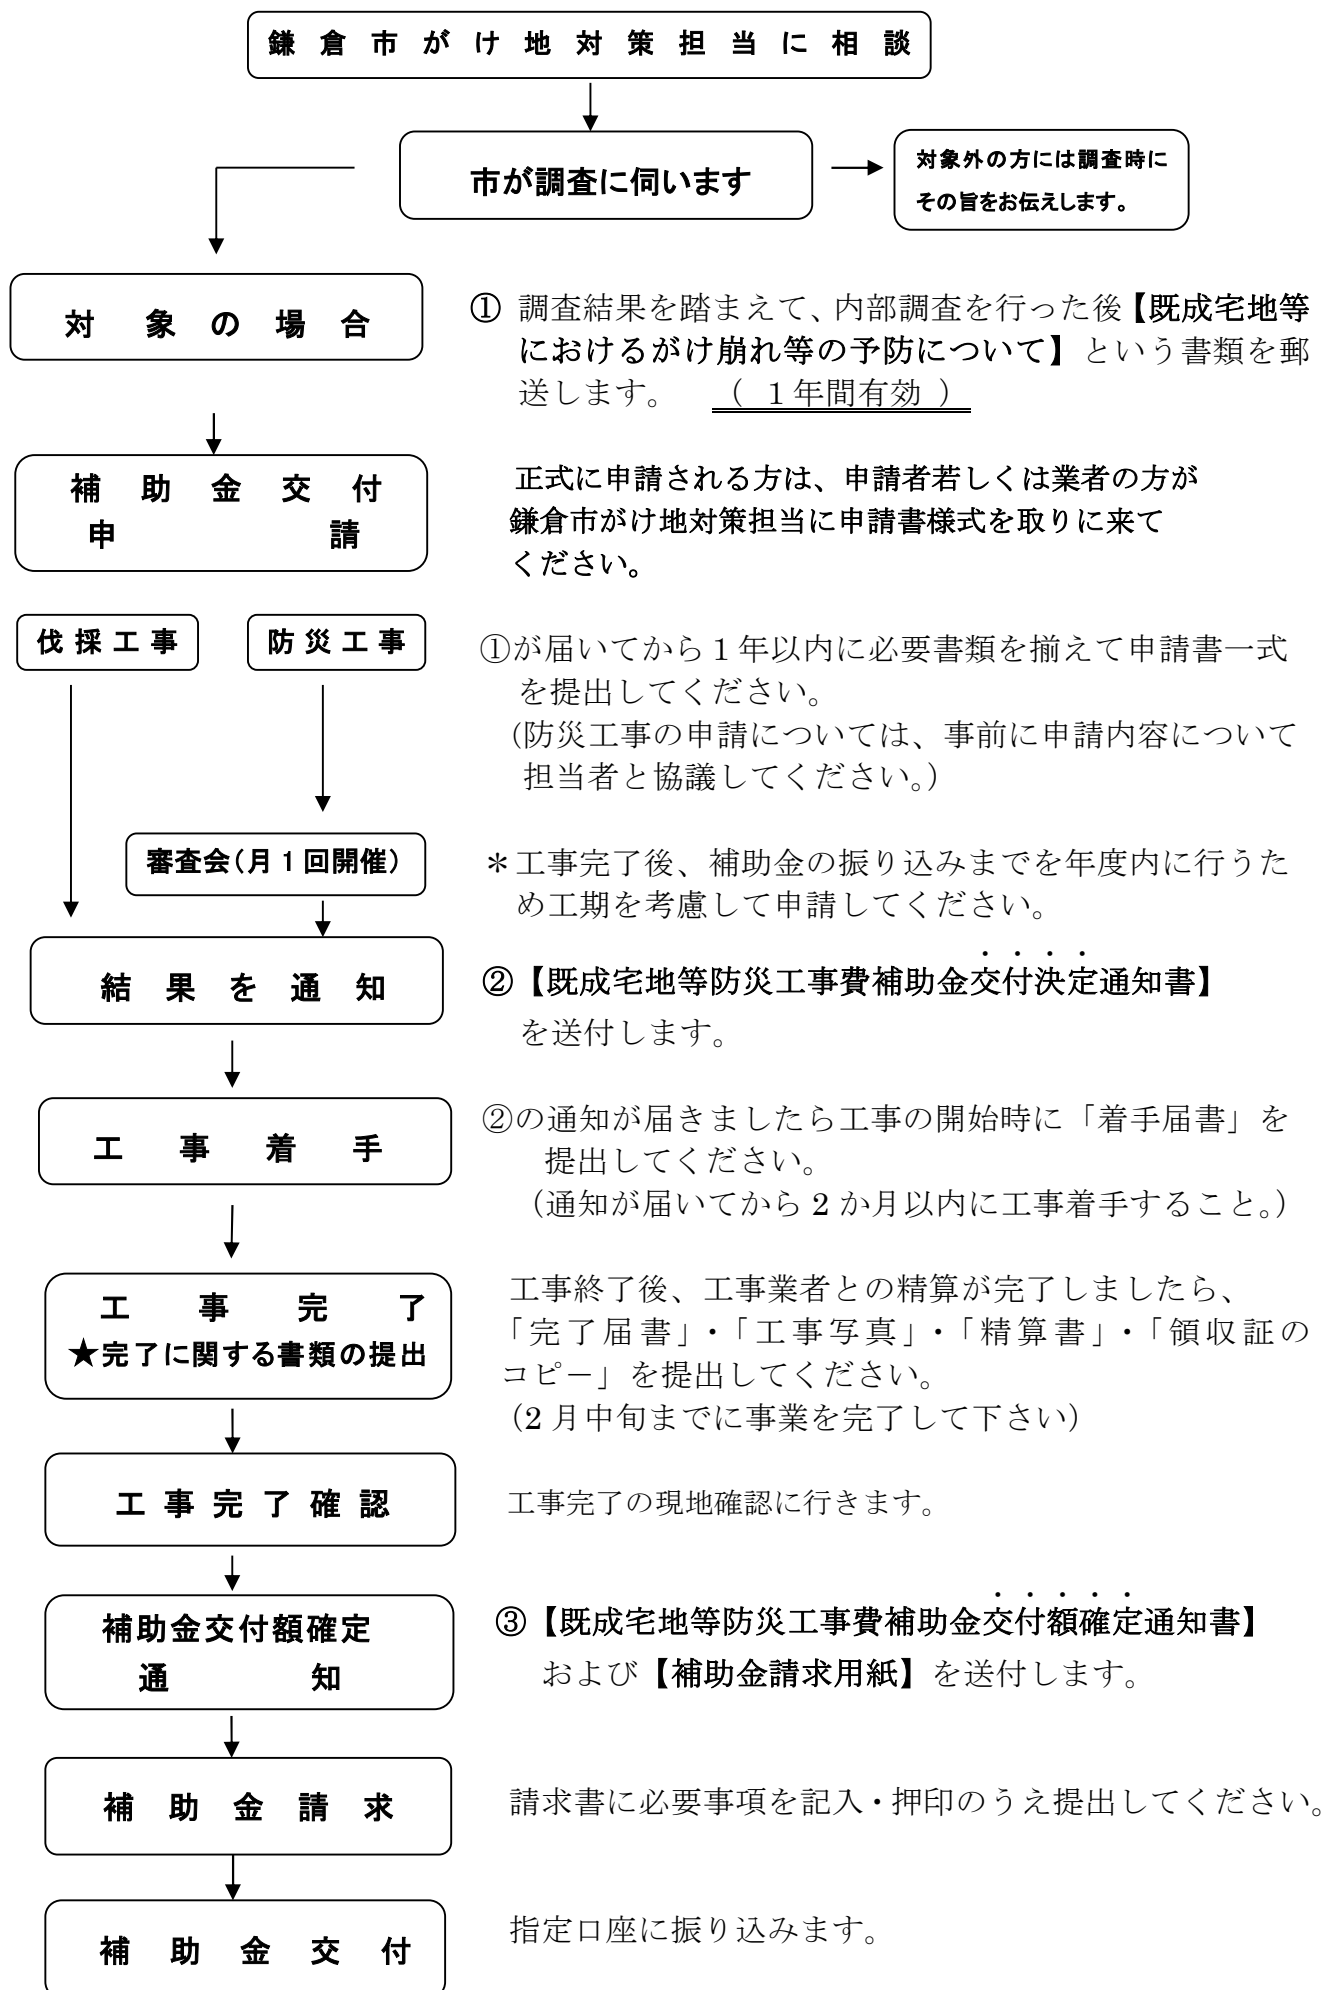 鎌倉市がけ地対策担当に相談
市が調査に伺います
対象外の方には調査時に
その旨をお伝えします。
対象の場合
① 調査結果を踏まえて、内部調査を行った後【既成宅地等
におけるがけ崩れ等の予防について】という書類を郵
送します。 （ １年間有効 ）
補助金交付
申請
正式に申請される方は、申請者若しくは業者の方が
鎌倉市がけ地対策担当に申請書様式を取りに来て
ください。
伐採工事
防災工事
①が届いてから１年以内に必要書類を揃えて申請書一式
を提出してください。
(防災工事の申請については、事前に申請内容について
担当者と協議してください。）
審査会（月１回開催）
＊工事完了後、補助金の振り込みまでを年度内に行うた
め工期を考慮して申請してください。
結果を通知
②【既成宅地等防災工事費補助金交付決定通知書】
を送付します。
工事着手
②の通知が届きましたら工事の開始時に「着手届書」を
提出してください。
（通知が届いてから２か月以内に工事着手すること。）
工事完了
★完了に関する書類の提出
工事終了後、工事業者との精算が完了しましたら、
「完了届書」・「工事写真」・「精算書」・「領収証の
コピー」を提出してください。
（2 月中旬までに事業を完了して下さい）
工事完了確認
工事完了の現地確認に行きます。
補助金交付額確定
通知
③【既成宅地等防災工事費補助金交付額確定通知書】
および【補助金請求用紙】を送付します。
補助金請求
請求書に必要事項を記入・押印のうえ提出してください。
補助金交付
指定口座に振り込みます。